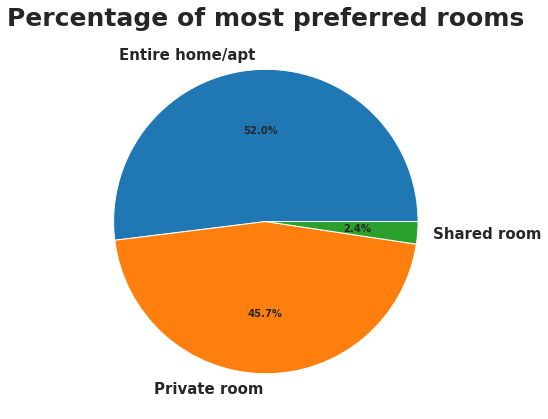 Percentage of most preferred rooms
Entire home/apt
52.0%
2.4%
Shared room
45.7%
Private room